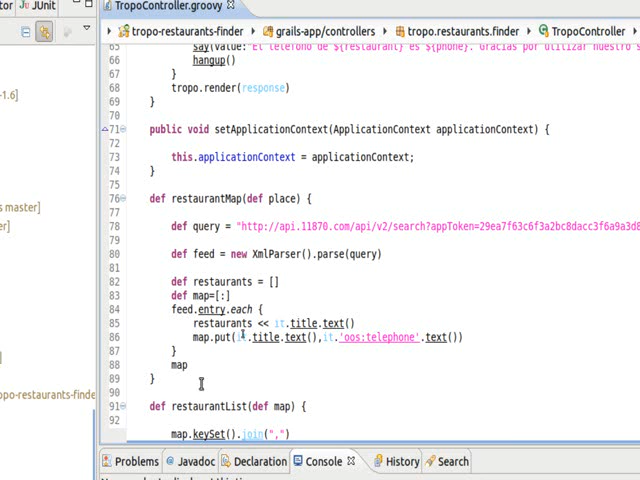 tor
JUnit
TropoController.groovy
tropo-restaurants-finder
grails-app/controllers
tropo.restaurants.finder
TropoController
-1.6]
s master]
er]
]
opo-restaurants-finde
65 say(value:"El telefono de ${restaurant} es ${phone}. Gracias por utilizar nuestro s
66 hangup()
67 }
68 tropo.render(response)
69 }
70
71 public void setApplicationContext(ApplicationContext applicationContext) {
72
73 this.applicationContext = applicationContext;
74 }
75
76 def restaurantMap(def place) {
77
78 def query = "http://api.11870.com/api/v2/search?appToken=29ea7f63c6f3a2bc8dacc3f6a9a3d8
79
80 def feed = new XmlParser().parse(query)
81
82 def restaurants = []
83 def map=[:]
84 feed.entry.each {
85 restaurants << it.title.text()
86 map.put(it.title.text(),it.'oos:telephone'.text())
87 }
88 map
89 }
90
91 def restaurantList(def map) {
92
map.keySet().join(",")
Problems
Javadoc
Declaration
Console
History
Search